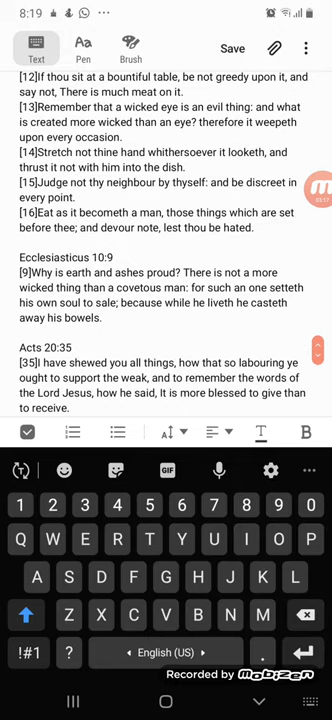 8:19
Text
Pen
Brush
Save
[12]If thou sit at a bountiful table, be not greedy upon it, and
say not, There is much meat on it.
[13]Remember that a wicked eye is an evil thing: and what
is created more wicked than an eye? therefore it weepeth
upon every occasion.
[14]Stretch not thine hand whithersoever it looketh, and
thrust it not with him into the dish.
[15]Judge not thy neighbour by thyself: and be discreet in
every point.
[16]Eat as it becometh a man, those things which are set
before thee; and devour note, lest thou be hated.
Ecclesiasticus 10:9
[9]Why is earth and ashes proud? There is not a more
wicked thing than a covetous man: for such an one setteth
his own soul to sale; because while he liveth he casteth
away his bowels.
Acts 20:35
[35]I have shewed you all things, how that so labouring ye
ought to support the weak, and to remember the words of
the Lord Jesus, how he said, It is more blessed to give than
to receive.
A T B
T GIF
1 2 3 4 5 6 7 8 9 0
Q W E R T Y U I O P
A S D F G H J K L
Z X C V B N M
!#1 ? English (US) .
Recorded by mobizen